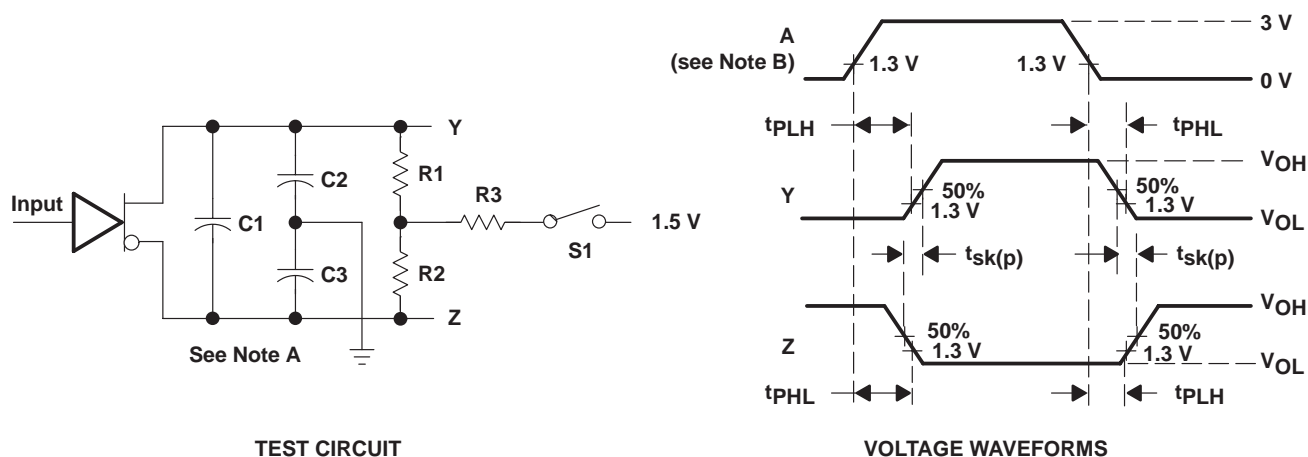 Input
C1
C2
C3
R1
R2
R3
S1
1.5 V
Y
Z
See Note A
TEST CIRCUIT
A
(see Note B)
1.3 V
1.3 V
3 V
0 V
tPLH
tPHL
Y
50%
1.3 V
50%
1.3 V
VOH
VOL
tsk(p)
tsk(p)
Z
50%
1.3 V
50%
1.3 V
VOH
VOL
tPHL
tPLH
VOLTAGE WAVEFORMS